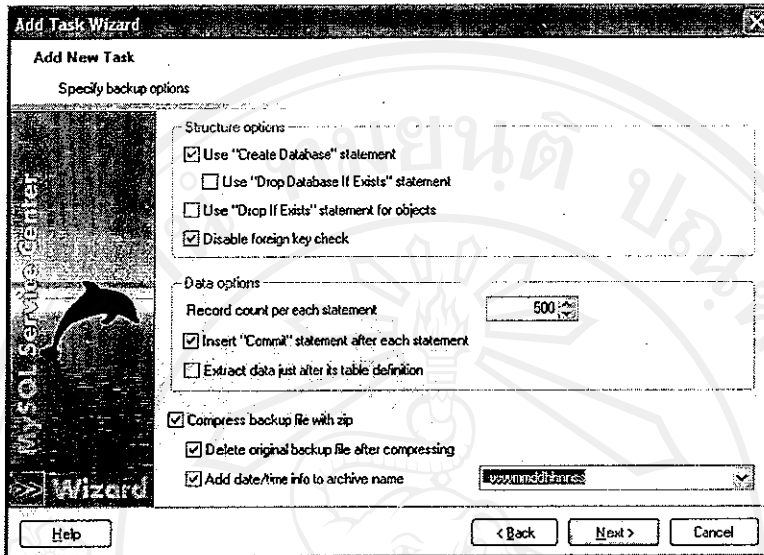 Add Task Wizard
Add New Task
Specify backup options
Structure options
Use "Create Database" statement
Use "Drop Database If Exists" statement
Use "Drop If Exists" statement for objects
Disable foreign key check
Data options
Record count per each statement 500
Insert "Commit" statement after each statement
Extract data just after its table definition
Compress backup file with zip
Delete original backup file after compressing
Add date/time info to archive name
MySQL Service Center
>> Wizard
Help < Back Next > Cancel